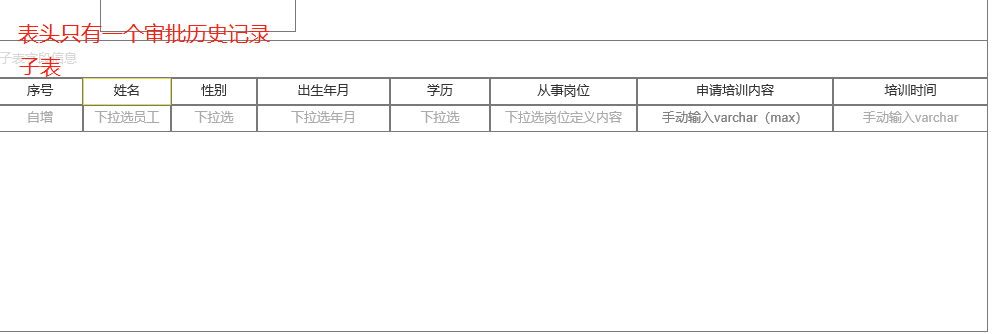 表头只有一个审批历史记录
子表字段信息
子表
序号 姓名 性别 出生年月 学历 从事岗位 申请培训内容 培训时间
自增 下拉选员工 下拉选 下拉选年月 下拉选 下拉选岗位定义内容 手动输入varchar（max） 手动输入varchar